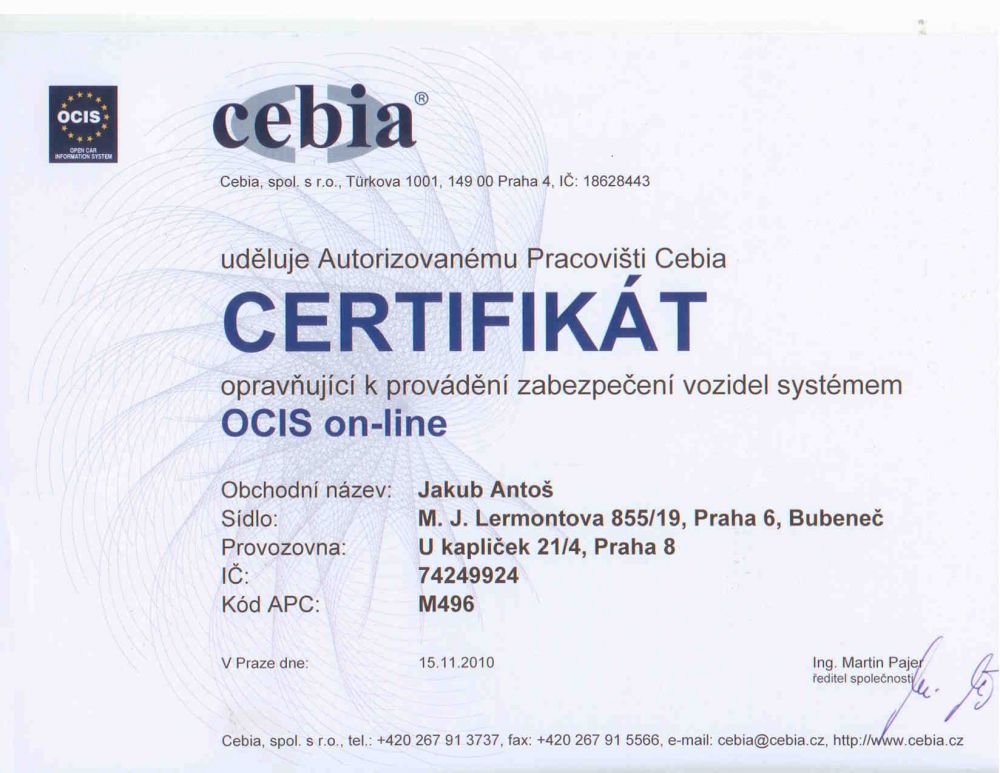 OCIS
OPEN CAR
INFORMATION SYSTEM
cebia®
Cebia, spol. s r.o., Türkova 1001, 149 00 Praha 4, IČ: 18628443
uděluje Autorizovanému Pracovišti Cebia
CERTIFIKÁT
opravňující k provádění zabezpečení vozidel systémem
OCIS on-line
Obchodní název: Jakub Antoš
Sídlo: M. J. Lermontova 855/19, Praha 6, Bubeneč
Provozovna: U kapliček 21/4, Praha 8
IČ: 74249924
Kód APC: M496
V Praze dne: 15.11.2010
Ing. Martin Pajer
ředitel společnosti
Cebia, spol. s r.o., tel.: +420 267 91 3737, fax: +420 267 91 5566, e-mail: cebia@cebia.cz, http://www.cebia.cz